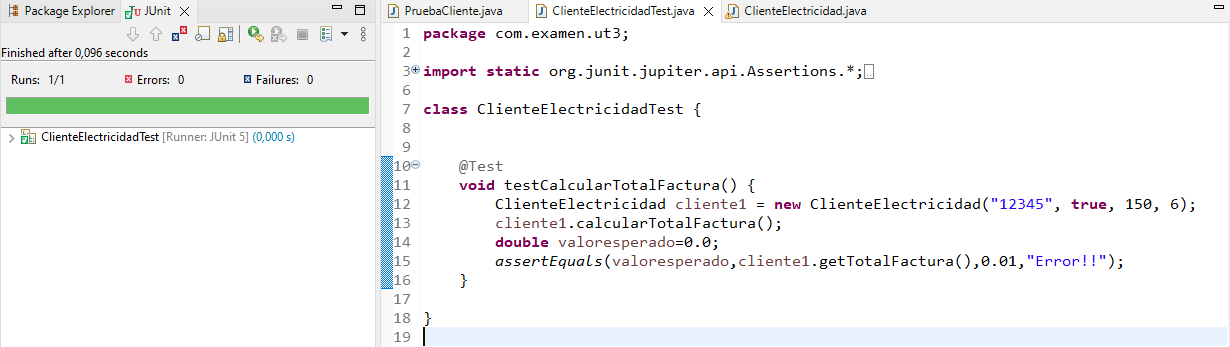 Package Explorer JUnit
Finished after 0,096 seconds
Runs: 1/1 Errors: 0 Failures: 0
ClienteElectricidadTest [Runner: JUnit 5] (0,000 s)
PruebaCliente.java ClienteElectricidadTest.java ClienteElectricidad.java
1 package com.examen.ut3;
2
3 import static org.junit.jupiter.api.Assertions.*;
6
7 class ClienteElectricidadTest {
8
9
10 @Test
11 void testCalcularTotalFactura() {
12 ClienteElectricidad cliente1 = new ClienteElectricidad("12345", true, 150, 6);
13 cliente1.calcularTotalFactura();
14 double valoresperado=0.0;
15 assertEquals(valoresperado,cliente1.getTotalFactura(),0.01,"Error!!");
16 }
17
18 }
19